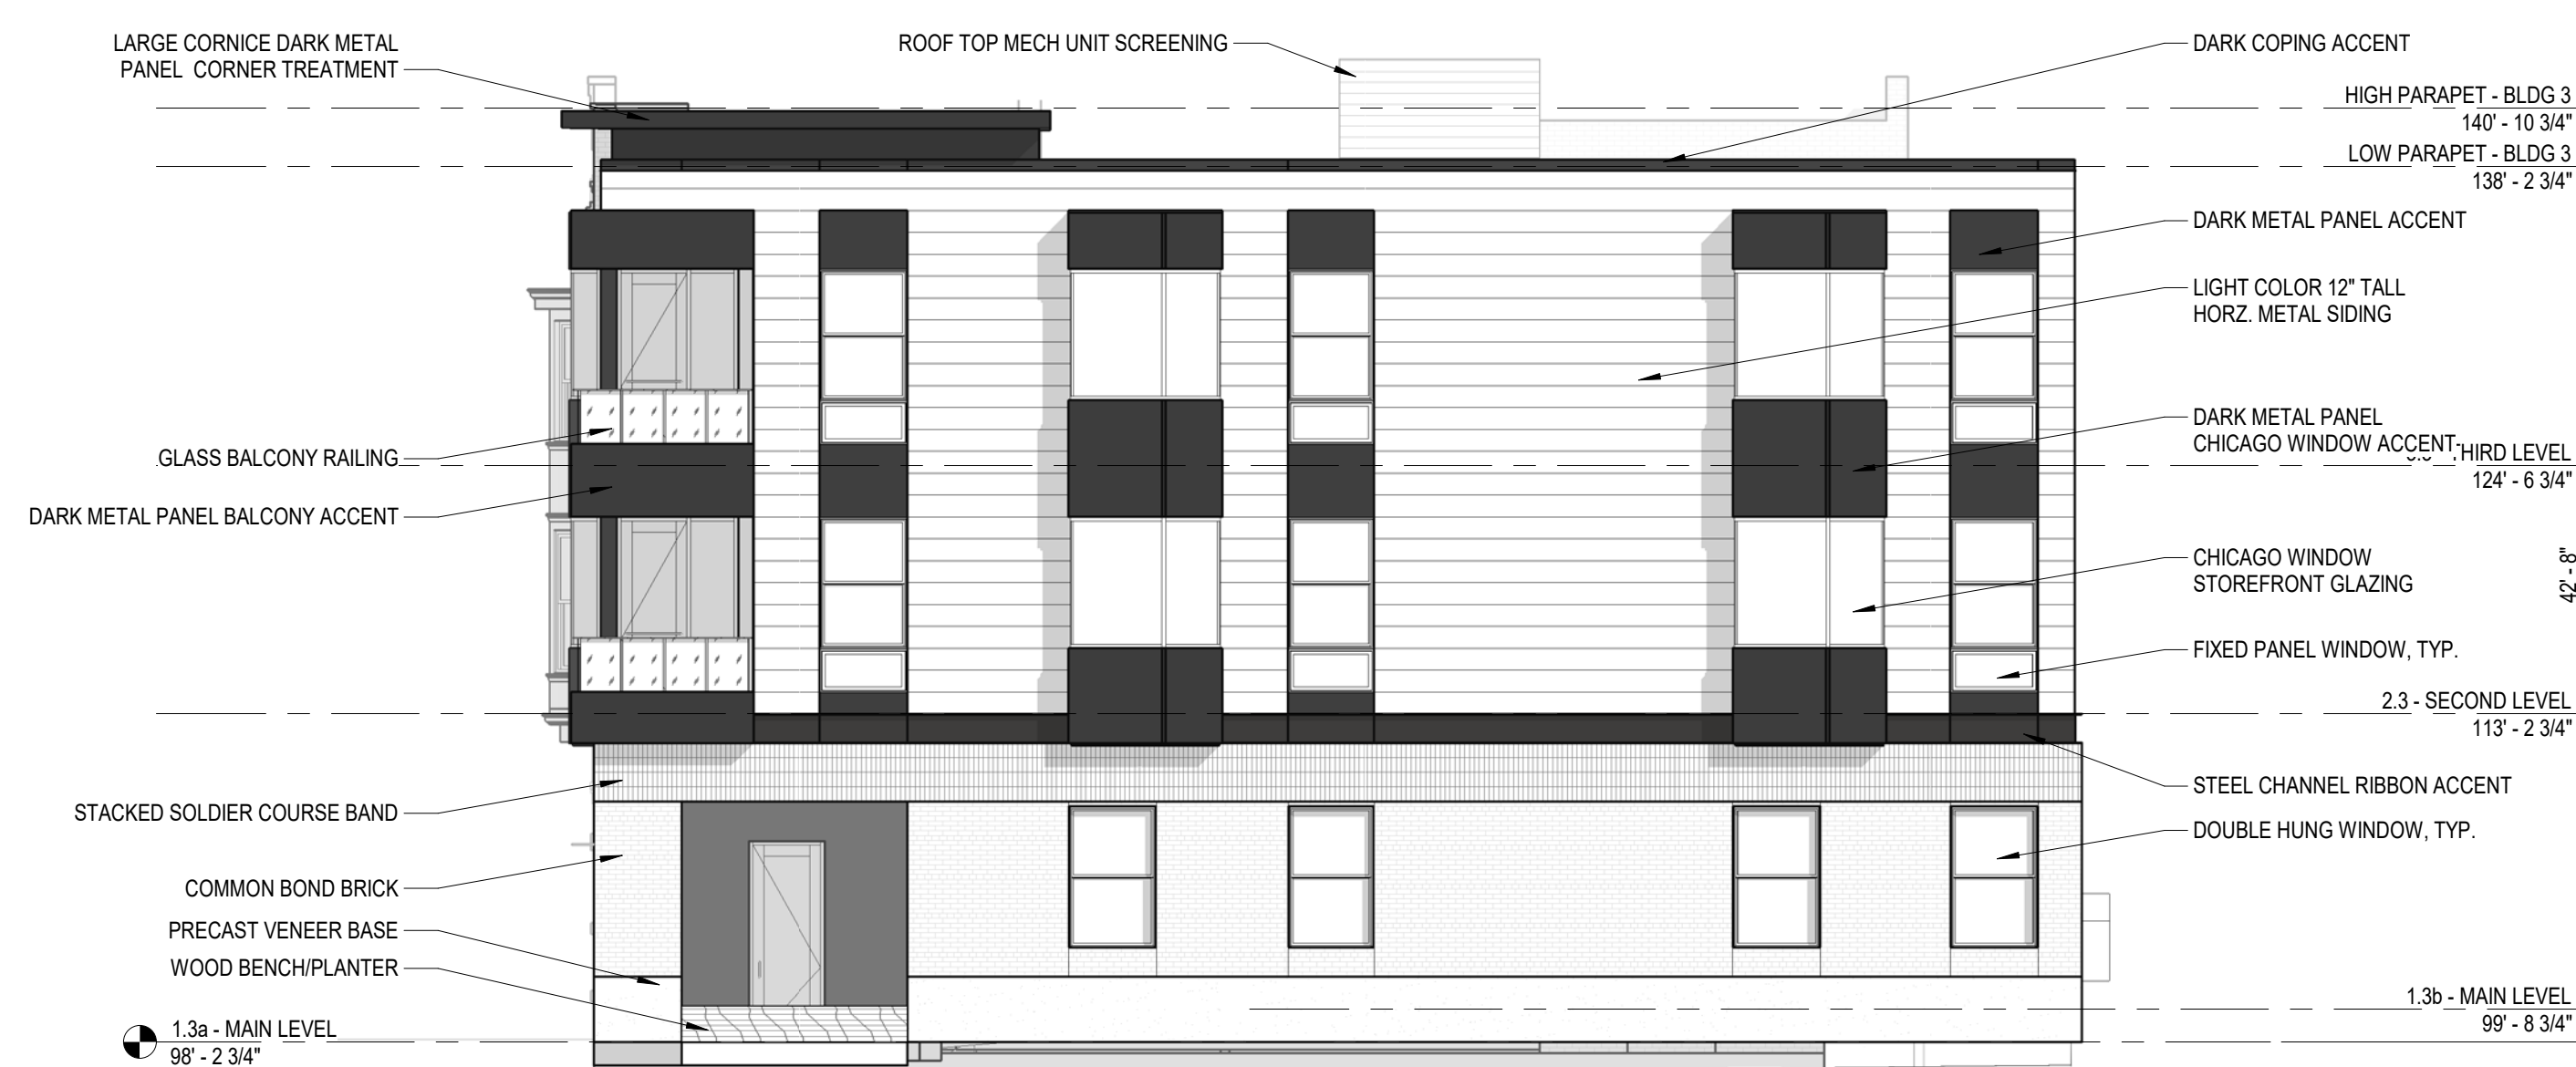 LARGE CORNICE DARK METAL
PANEL CORNER TREATMENT
ROOF TOP MECH UNIT SCREENING
DARK COPING ACCENT
HIGH PARAPET - BLDG 3
140' - 10 3/4"
LOW PARAPET - BLDG 3
138' - 2 3/4"
DARK METAL PANEL ACCENT
LIGHT COLOR 12" TALL
HORZ. METAL SIDING
DARK METAL PANEL
CHICAGO WINDOW ACCENT
LEVEL
124' - 6 3/4"
GLASS BALCONY RAILING
DARK METAL PANEL BALCONY ACCENT
CHICAGO WINDOW
STOREFRONT GLAZING
42' - 8"
FIXED PANEL WINDOW, TYP.
2.3 - SECOND LEVEL
113' - 2 3/4"
STEEL CHANNEL RIBBON ACCENT
STACKED SOLDIER COURSE BAND
DOUBLE HUNG WINDOW, TYP.
COMMON BOND BRICK
PRECAST VENEER BASE
WOOD BENCH/PLANTER
1.3b - MAIN LEVEL
99' - 8 3/4"
1.3a - MAIN LEVEL
98' - 2 3/4"